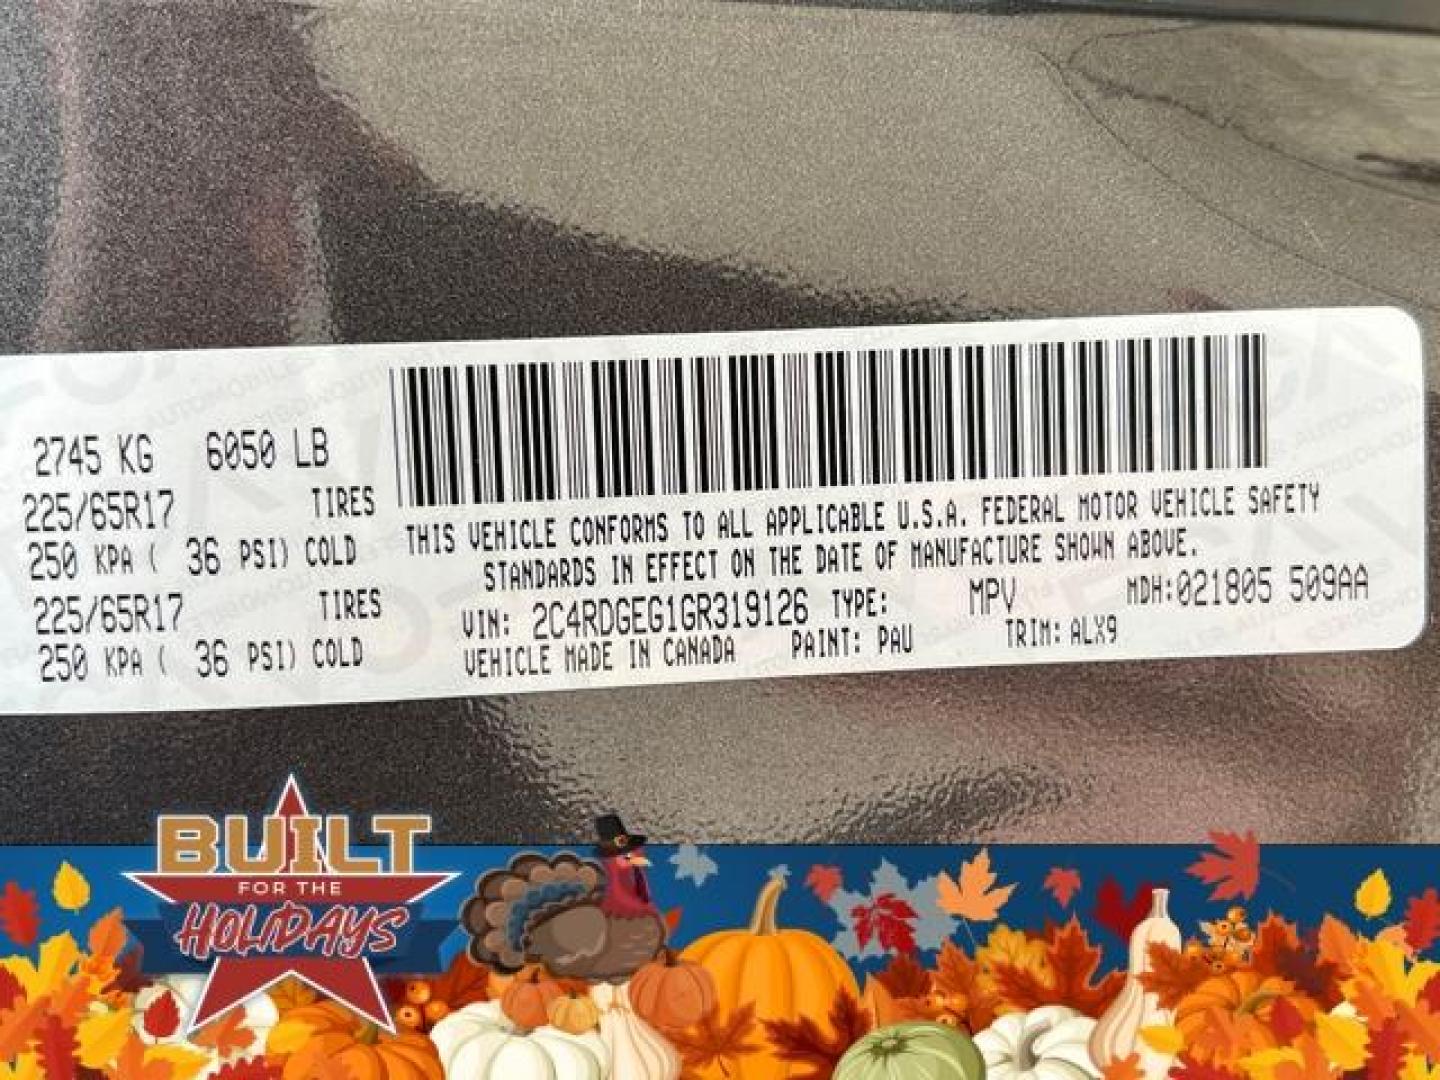 2745 KG 6050 LB
225/65R17 TIRES
250 KPA ( 36 PSI) COLD
225/65R17 TIRES
250 KPA ( 36 PSI) COLD
THIS VEHICLE CONFORMS TO ALL APPLICABLE U.S.A. FEDERAL MOTOR VEHICLE SAFETY
STANDARDS IN EFFECT ON THE DATE OF MANUFACTURE SHOWN ABOVE.
VIN: 2C4RDGEG1GR319126 TYPE: MPV MDH:021805 509AA
VEHICLE MADE IN CANADA PAINT: PAU TRIM: ALX9
BUILT
FOR THE
HOLIDAYS